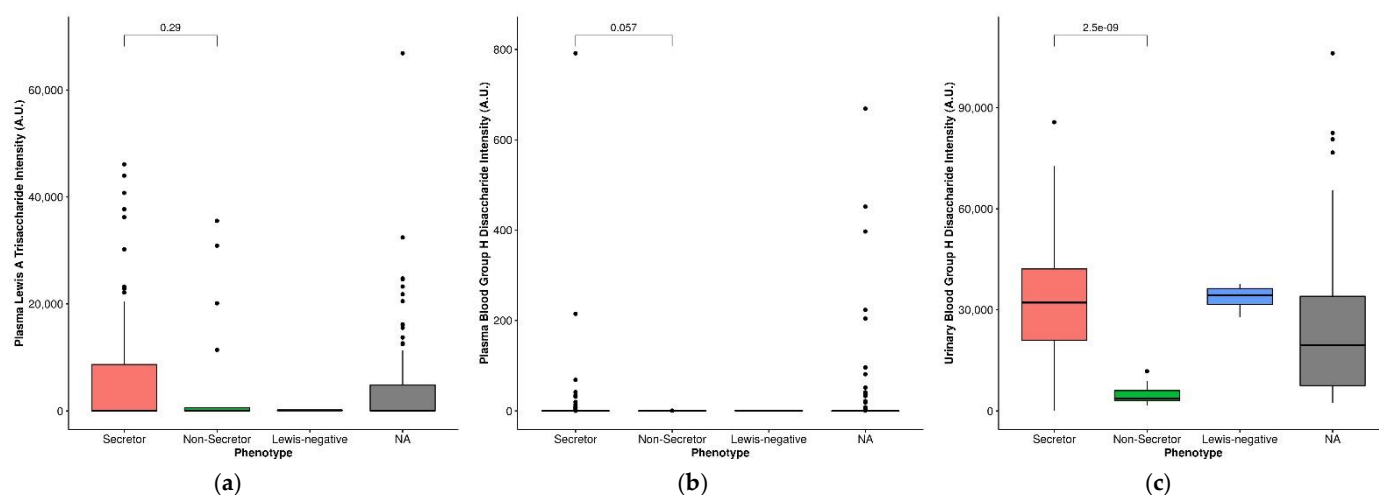 0.29
60,000
40,000
20,000
0
Plasma Lewis A Trisaccharide Intensity (A.U.)
Secretor Non-Secretor Lewis-negative NA
Phenotype
(a)
0.057
800
600
400
200
0
Plasma Blood Group H Disaccharide Intensity (A.U.)
Secretor Non-Secretor Lewis-negative NA
Phenotype
(b)
2.5e-09
90,000
60,000
30,000
0
Urinary Blood Group H Disaccharide Intensity (A.U.)
Secretor Non-Secretor Lewis-negative NA
Phenotype
(c)